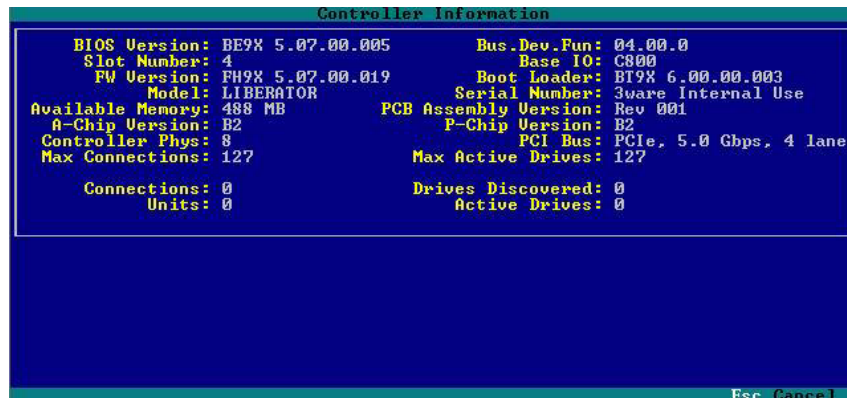 Controller Information
BIOS Version: BE9X 5.07.00.005 Bus.Dev.Fun: 04.00.0
Slot Number: 4 Base IO: C800
FW Version: FH9X 5.07.00.019 Boot Loader: BT9X 6.00.00.003
Model: LIBERATOR Serial Number: 3ware Internal Use
Available Memory: 488 MB PCB Assembly Version: Rev 001
A-Chip Version: B2 P-Chip Version: B2
Controller Phys: 8 PCI Bus: PCIe, 5.0 Gbps, 4 lane
Max Connections: 127 Max Active Drives: 127
Connections: 0 Drives Discovered: 0
Units: 0 Active Drives: 0
Esc Cancel